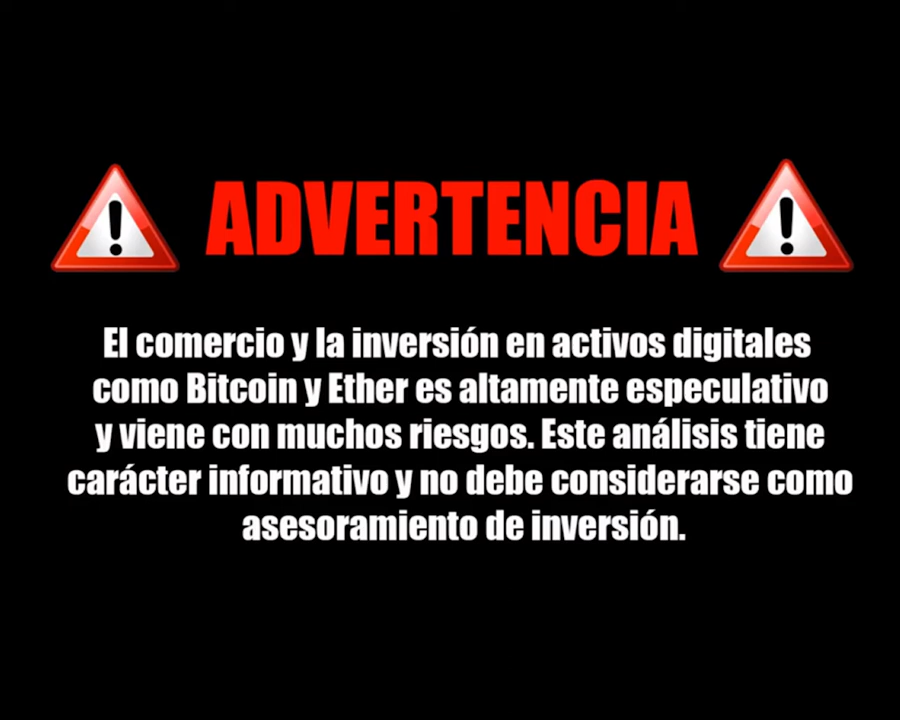 ADVERTENCIA
El comercio y la inversión en activos digitales
como Bitcoin y Ether es altamente especulativo
y viene con muchos riesgos. Este análisis tiene
carácter informativo y no debe considerarse como
asesoramiento de inversión.